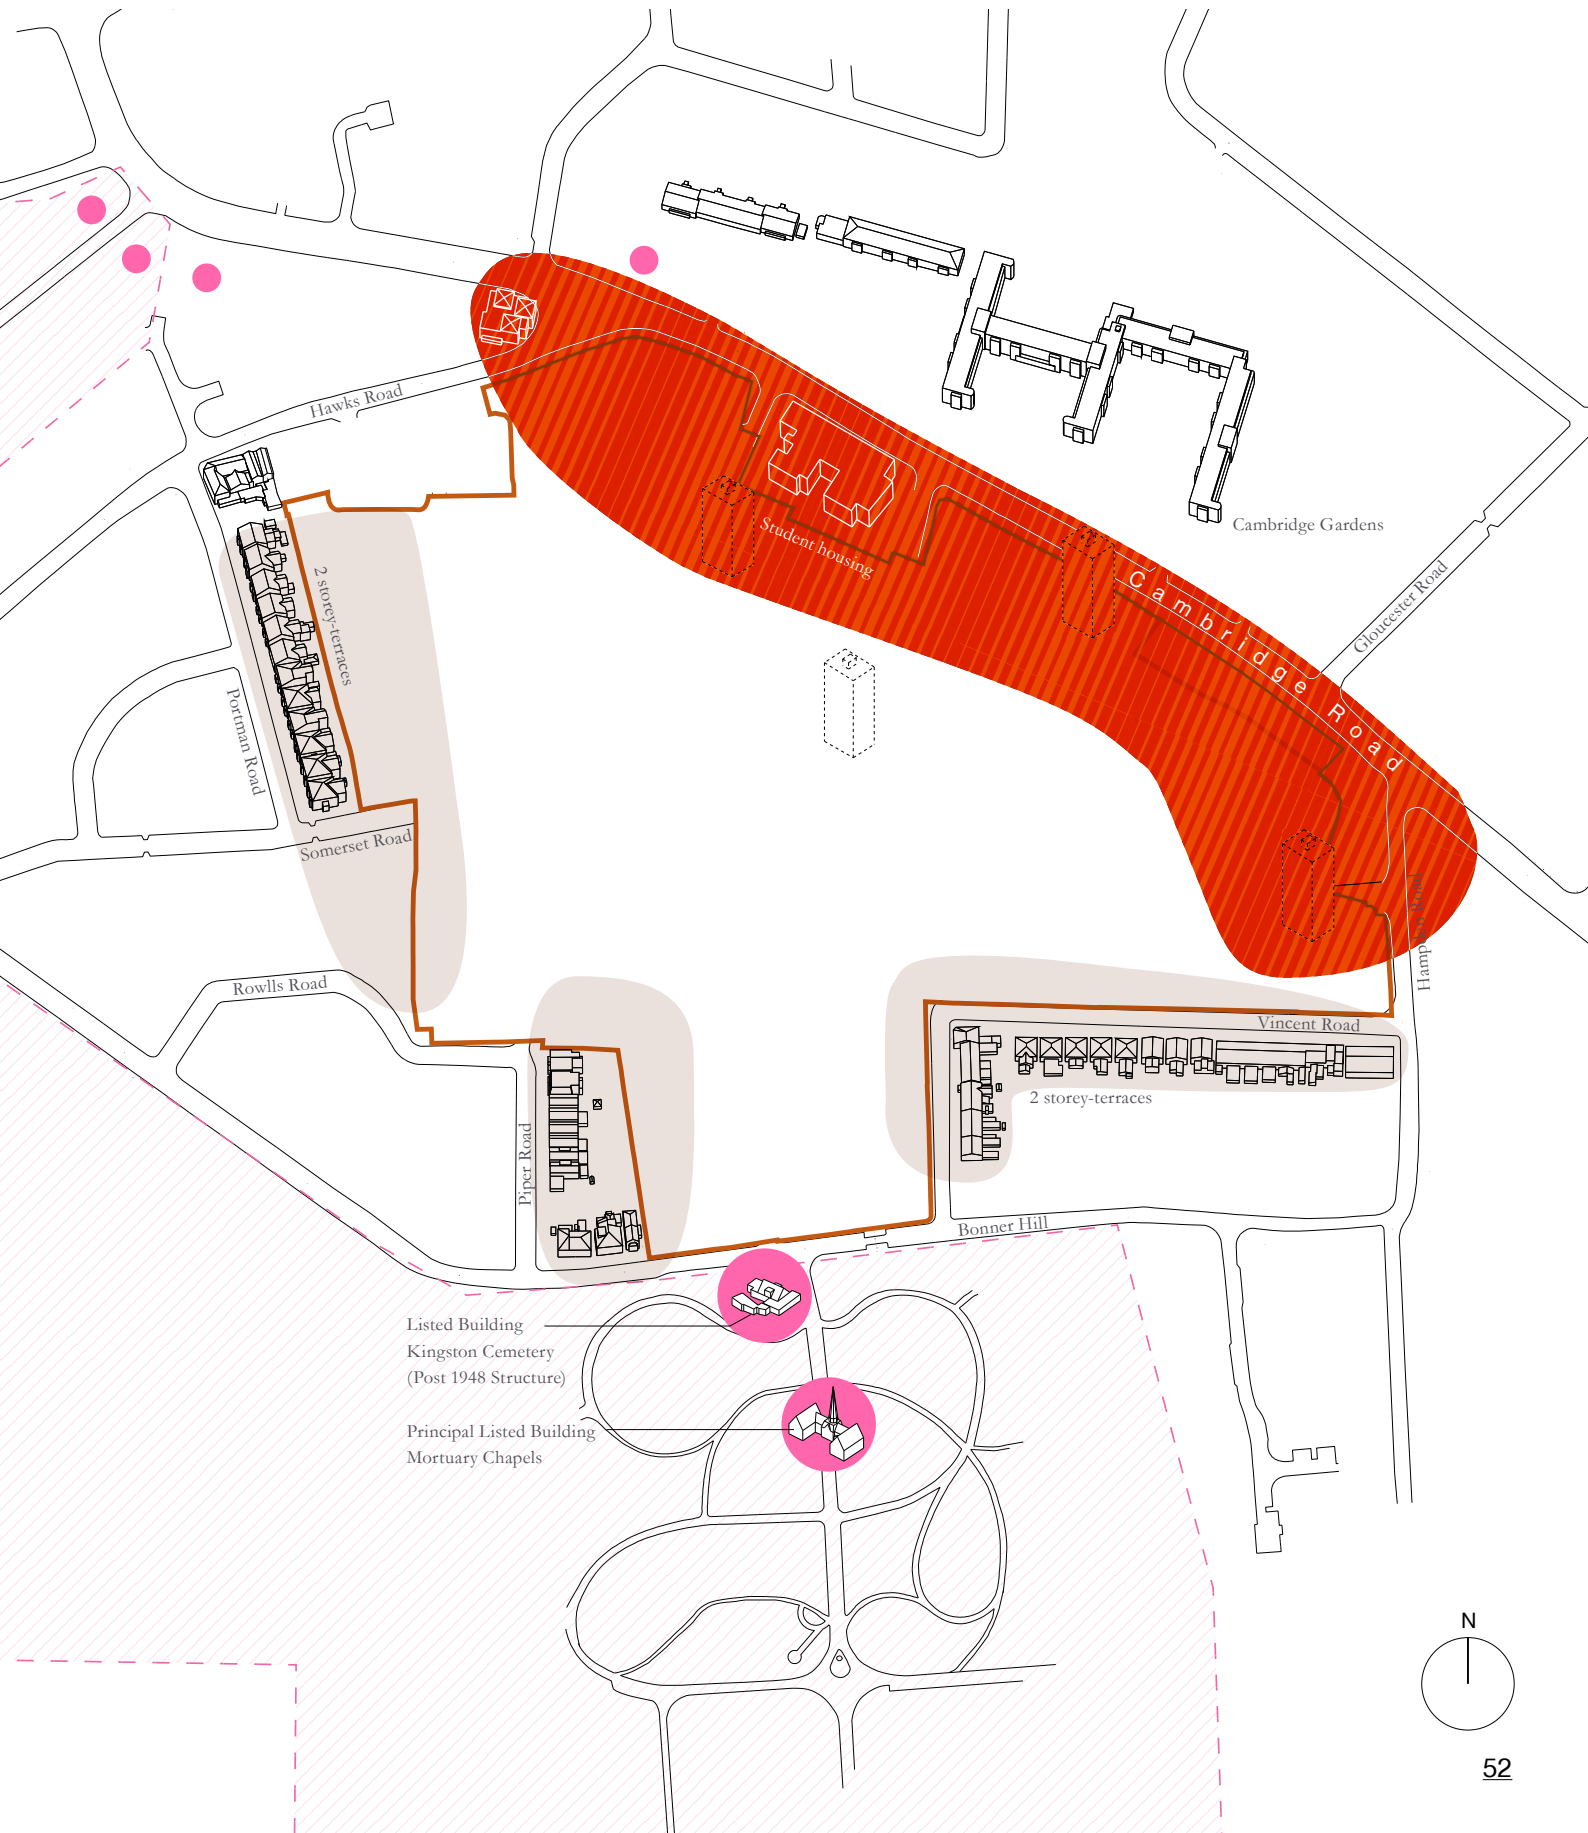 Hawks Road
Cambridge Gardens
Student housing
Cambridge Road
Gloucester Road
2 storey-terraces
Portman Road
Somerset Road
Hampden Road
Rowlls Road
Vincent Road
2 storey-terraces
Piper Road
Bonner Hill
Listed Building
Kingston Cemetery
(Post 1948 Structure)
Principal Listed Building
Mortuary Chapels
N
52